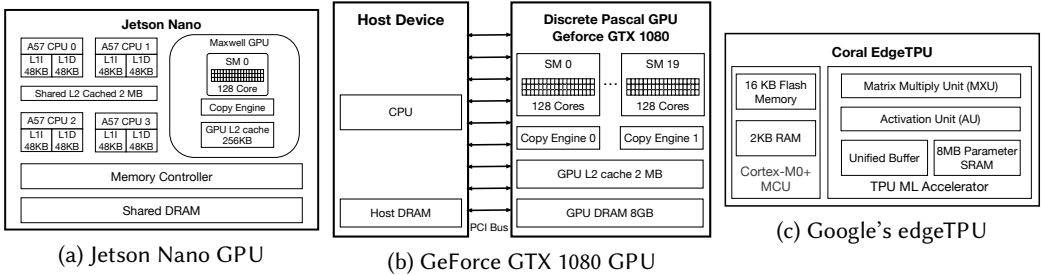 Jetson Nano
A57 CPU 0
A57 CPU 1
L1I L1D
48KB 48KB
L1I L1D
48KB 48KB
Shared L2 Cached 2 MB
A57 CPU 2
A57 CPU 3
L1I L1D
48KB 48KB
L1I L1D
48KB 48KB
Maxwell GPU
SM 0
128 Core
Copy Engine
GPU L2 cache
256KB
Memory Controller
Shared DRAM
(a) Jetson Nano GPU
Host Device
CPU
Host DRAM
PCI Bus
Discrete Pascal GPU
Geforce GTX 1080
SM 0
128 Cores
...
SM 19
128 Cores
Copy Engine 0
Copy Engine 1
GPU L2 cache 2 MB
GPU DRAM 8GB
(b) GeForce GTX 1080 GPU
Coral EdgeTPU
16 KB Flash
Memory
2KB RAM
Cortex-M0+
MCU
Matrix Multiply Unit (MXU)
Activation Unit (AU)
Unified Buffer
8MB Parameter
SRAM
TPU ML Accelerator
(c) Google's edgeTPU